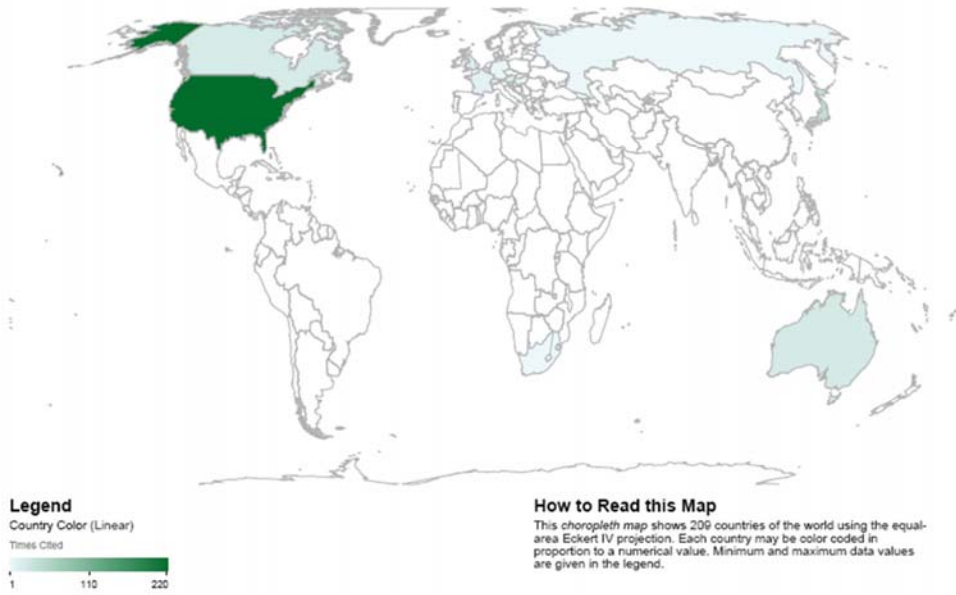 Legend
Country Color (Linear)
Times Cited
1 110 220
How to Read this Map
This choropleth map shows 209 countries of the world using the equal-
area Eckert IV projection. Each country may be color coded in
proportion to a numerical value. Minimum and maximum data values
are given in the legend.